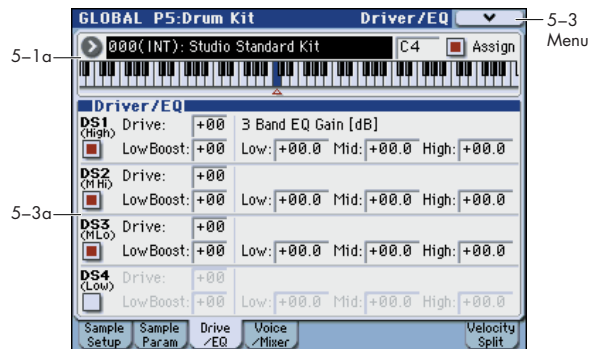 GLOBAL P5:Drum Kit Driver/EQ
5–3
Menu
5–1a
000(INT): Studio Standard Kit C4 Assign
Driver/EQ
DS1 Drive: +00 3 Band EQ Gain [dB]
(High)
LowBoost: +00 Low: +00.0 Mid: +00.0 High: +00.0
DS2 Drive: +00
(MHi)
LowBoost: +00 Low: +00.0 Mid: +00.0 High: +00.0
5–3a
DS3 Drive: +00
(MLo)
LowBoost: +00 Low: +00.0 Mid: +00.0 High: +00.0
DS4 Drive: +00
(Low)
LowBoost: +00 Low: +00.0 Mid: +00.0 High: +00.0
Sample Sample Drive Voice Velocity
Setup Param /EQ /Mixer Split